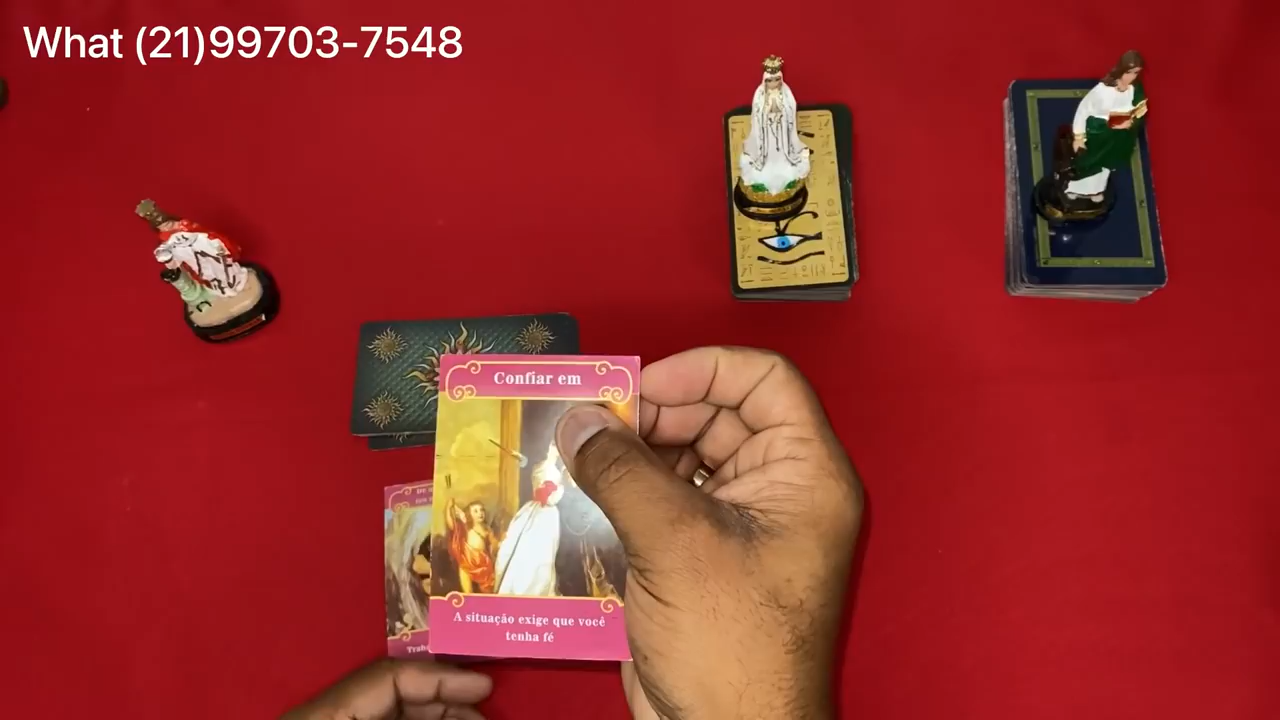 What (21)99703-7548
Confiar em
A situação exige que você
tenha fé